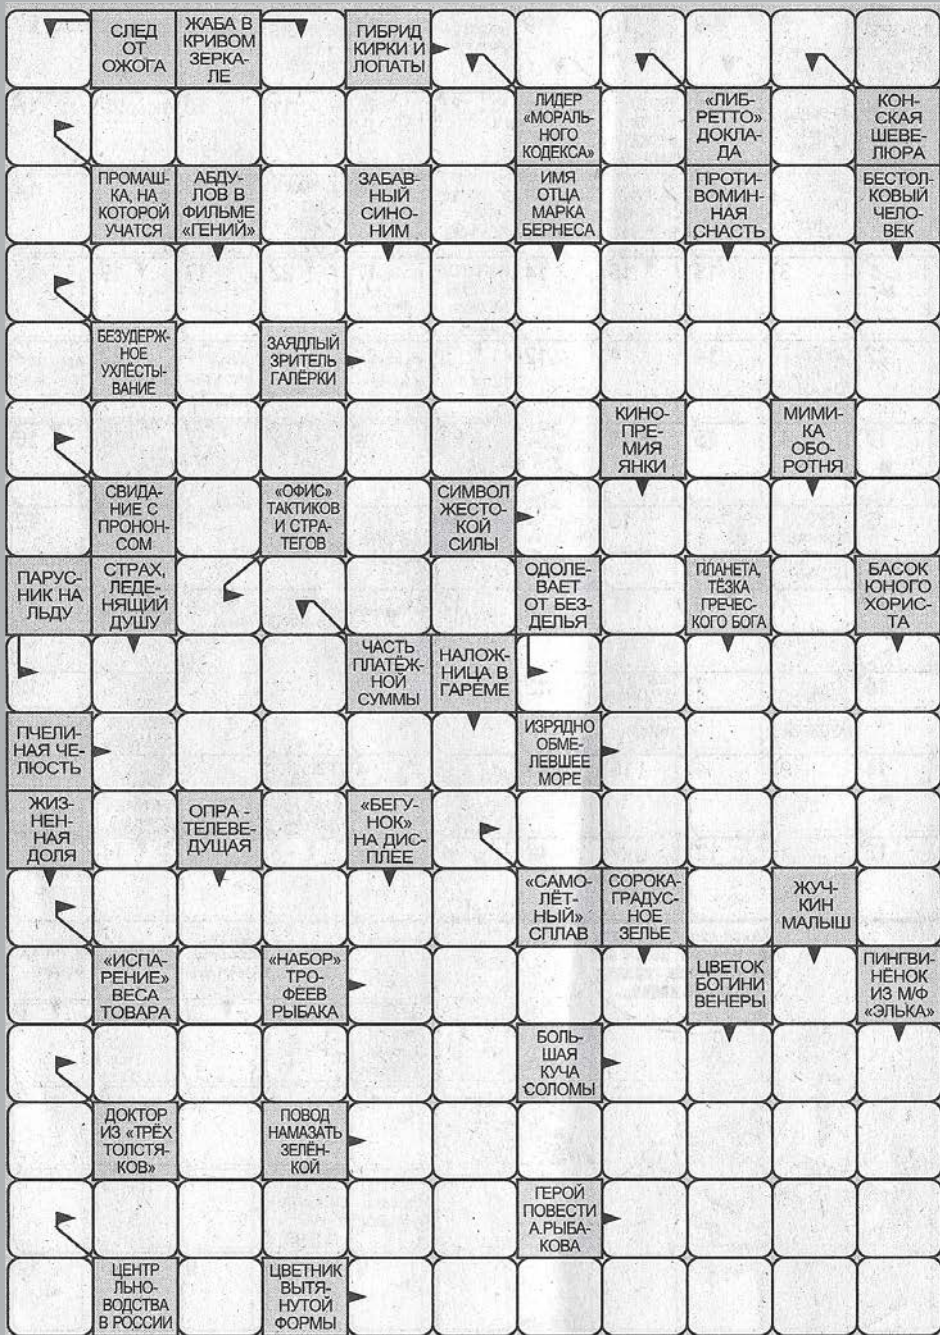 СЛЕД
ОТ
ОЖОГА
ЖАБА В
КРИВОМ
ЗЕРКА-
ЛЕ
ГИБРИД
КИРКИ И
ЛОПАТЫ
ЛИДЕР
«МОРАЛЬ-
НОГО
КОДЕКСА»
«ЛИБ-
РЕТТО»
ДОКЛА-
ДА
КОН-
СКАЯ
ШЕВЕ-
ЛЮРА
ПРОМАШ-
КА, НА
КОТОРОЙ
УЧАТСЯ
АБДУ-
ЛОВ В
ФИЛЬМЕ
«ГЕНИЙ»
ЗАБАВ-
НЫЙ
СИНО-
НИМ
ИМЯ
ОТЦА
МАРКА
БЕРНЕСА
ПРОТИ-
ВОМИН-
НАЯ
СНАСТЬ
БЕСТОЛ-
КОВЫЙ
ЧЕЛО-
ВЕК
БЕЗУДЕРЖ-
НОЕ
УХЛЁСТЫ-
ВАНИЕ
ЗАЯДЛЫЙ
ЗРИТЕЛЬ
ГАЛЁРКИ
КИНО-
ПРЕ-
МИЯ
ЯНКИ
МИМИ-
КА
ОБО-
РОТНЯ
СВИДА-
НИЕ С
ПРОНОН-
СОМ
«ОФИС»
ТАКТИКОВ
И СТРА-
ТЕГОВ
СИМВОЛ
ЖЕСТО-
КОЙ
СИЛЫ
ПАРУС-
НИК НА
ЛЬДУ
СТРАХ,
ЛЕДЕ-
НЯЩИЙ
ДУШУ
ОДОЛЕ-
ВАЕТ
ОТ БЕЗ-
ДЕЛЬЯ
ПЛАНЕТА,
ТЁЗКА
ГРЕЧЕС-
КОГО БОГА
БАСОК
ЮНОГО
ХОРИС-
ТА
ЧАСТЬ
ПЛАТЁЖ-
НОЙ
СУММЫ
НАЛОЖ-
НИЦА В
ГАРЕМЕ
ПЧЕЛИ-
НАЯ ЧЕ-
ЛЮСТЬ
ИЗРЯДНО
ОБМЕ-
ЛЕВШЕЕ
МОРЕ
ЖИЗ-
НЕН-
НАЯ
ДОЛЯ
ОПРА -
ТЕЛЕВЕ-
ДУЩАЯ
«БЕГУ-
НОК»
НА ДИС-
ПЛЕЕ
«САМО-
ЛЁТ-
НЫЙ»
СПЛАВ
СОРОКА-
ГРАДУС-
НОЕ
ЗЕЛЬЕ
ЖУЧ-
КИН
МАЛЫШ
«ИСПА-
РЕНИЕ»
ВЕСА
ТОВАРА
«НАБОР»
ТРО-
ФЕЕВ
РЫБАКА
ЦВЕТОК
БОГИНИ
ВЕНЕРЫ
ПИНГВИ-
НЁНОК
ИЗ М/Ф
«ЭЛЬКА»
БОЛЬ-
ШАЯ
КУЧА
СОЛОМЫ
ДОКТОР
ИЗ «ТРЁХ
ТОЛСТЯ-
КОВ»
ПОВОД
НАМАЗАТЬ
ЗЕЛЁН-
КОЙ
ГЕРОЙ
ПОВЕСТИ
А.РЫБА-
КОВА
ЦЕНТР
ЛЬНО-
ВОДСТВА
В РОССИИ
ЦВЕТНИК
ВЫТЯ-
НУТОЙ
ФОРМЫ